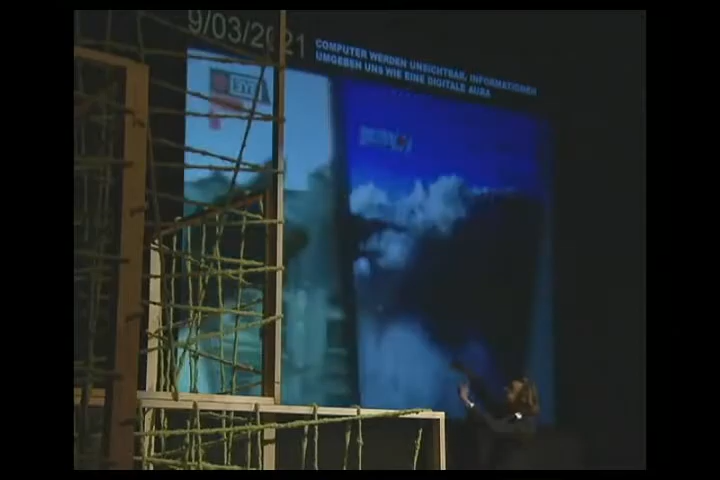 9/03/2021
COMPUTER WERDEN UNSICHTBAR, INFORMATIONEN
UMGEBEN UNS WIE EINE DIGITALE AURA